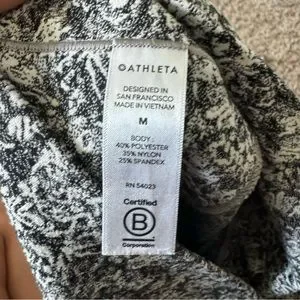 ATHLETA
DESIGNED IN
SAN FRANCISCO
MADE IN VIETNAM
M
BODY :
40% POLYESTER
35% NYLON
25% SPANDEX
RN 54023
Certified
B
Corporation